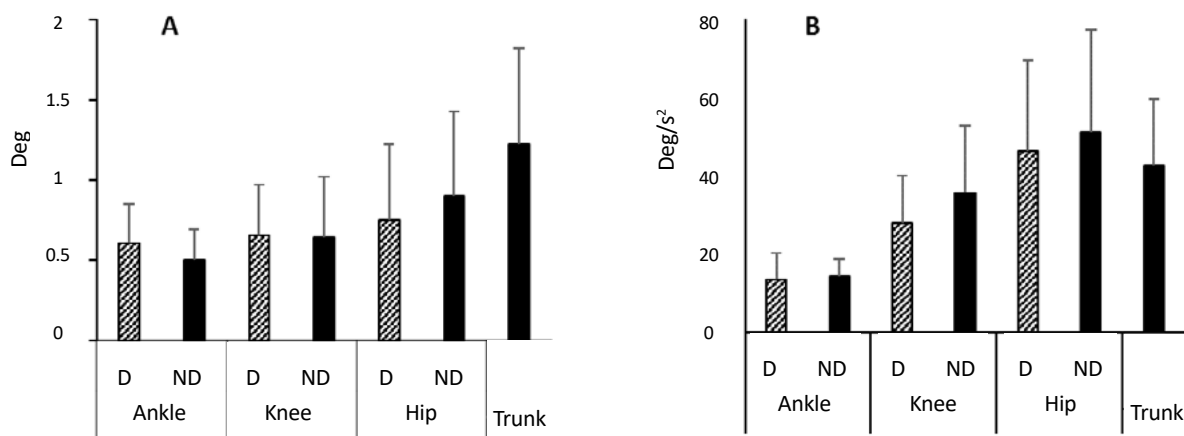 A
Deg
2
1.5
1
0.5
0
D ND D ND D ND
Ankle Knee Hip Trunk
B
Deg/s²
80
60
40
20
0
D ND D ND D ND
Ankle Knee Hip Trunk